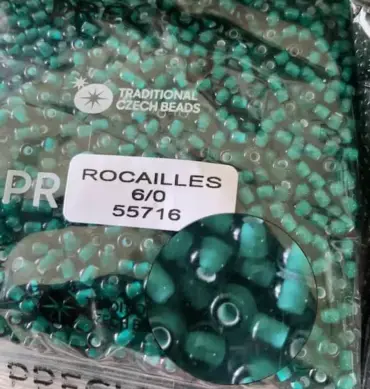 TRADITIONAL
CZECH BEADS
PR
ROCAILLES
6/0
55716